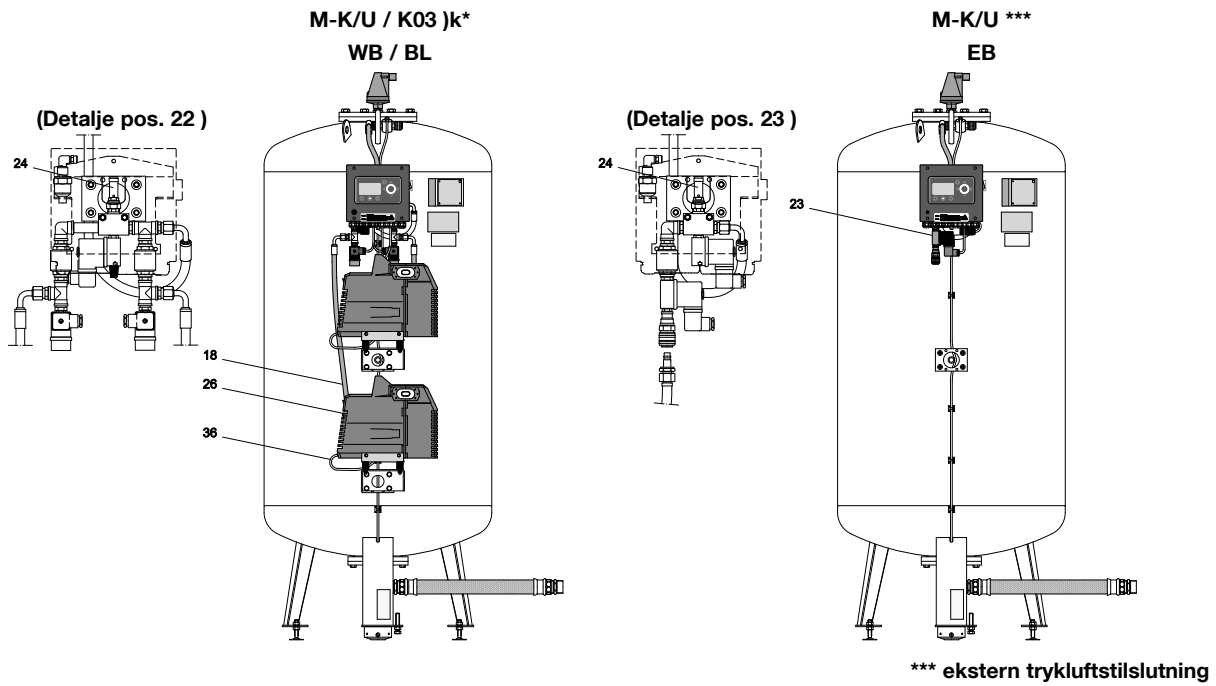 M-K/U / K03 )k*
WB / BL
M-K/U ***
EB
(Detalje pos. 22 )
24
18
26
36
(Detalje pos. 23 )
24
23
*** ekstern trykluftstilslutning